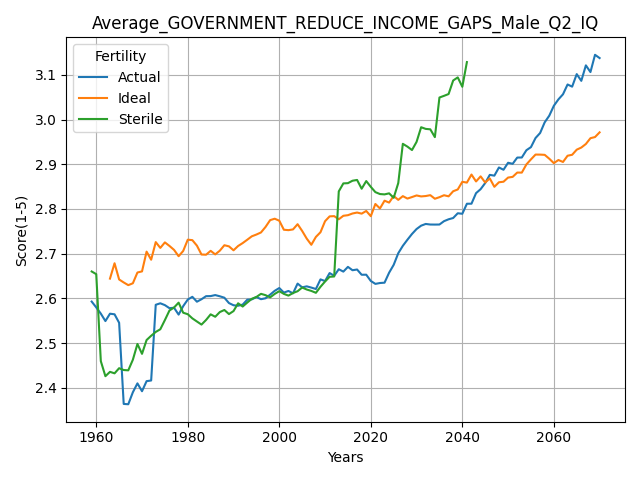 Average_GOVERNMENT_REDUCE_INCOME_GAPS_Male_Q2_IQ
Fertility
Actual
Ideal
Sterile
Score(1-5)
3.1
3.0
2.9
2.8
2.7
2.6
2.5
2.4
1960 1980 2000 2020 2040 2060
Years